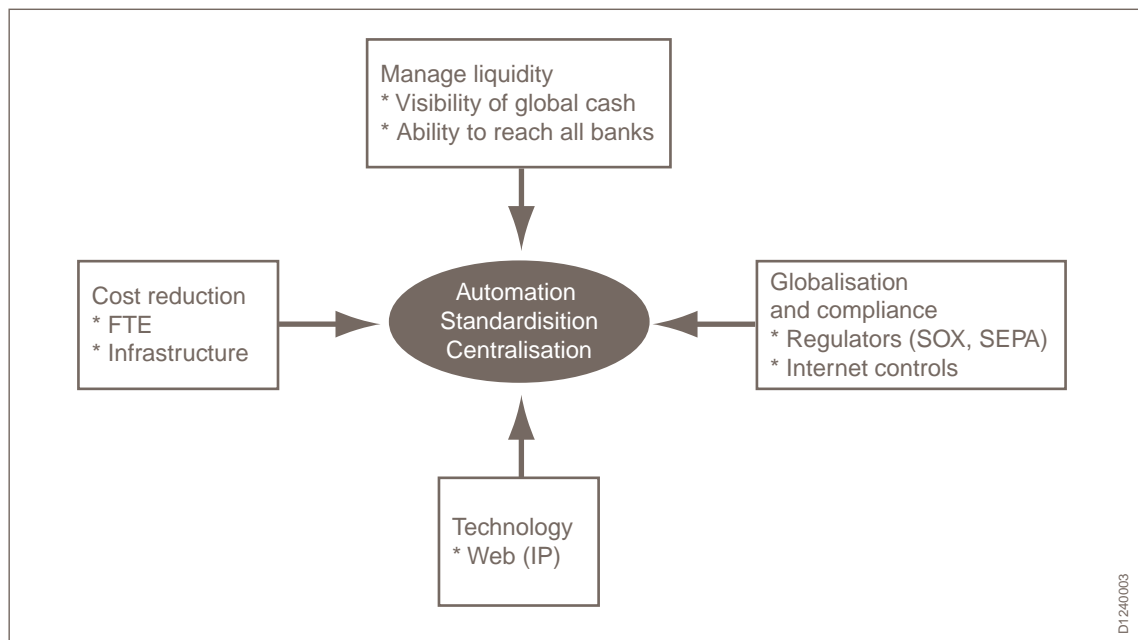 Manage liquidity
* Visibility of global cash
* Ability to reach all banks
Cost reduction
* FTE
* Infrastructure
Automation
Standardisition
Centralisation
Globalisation
and compliance
* Regulators (SOX, SEPA)
* Internet controls
Technology
* Web (IP)
D1240003